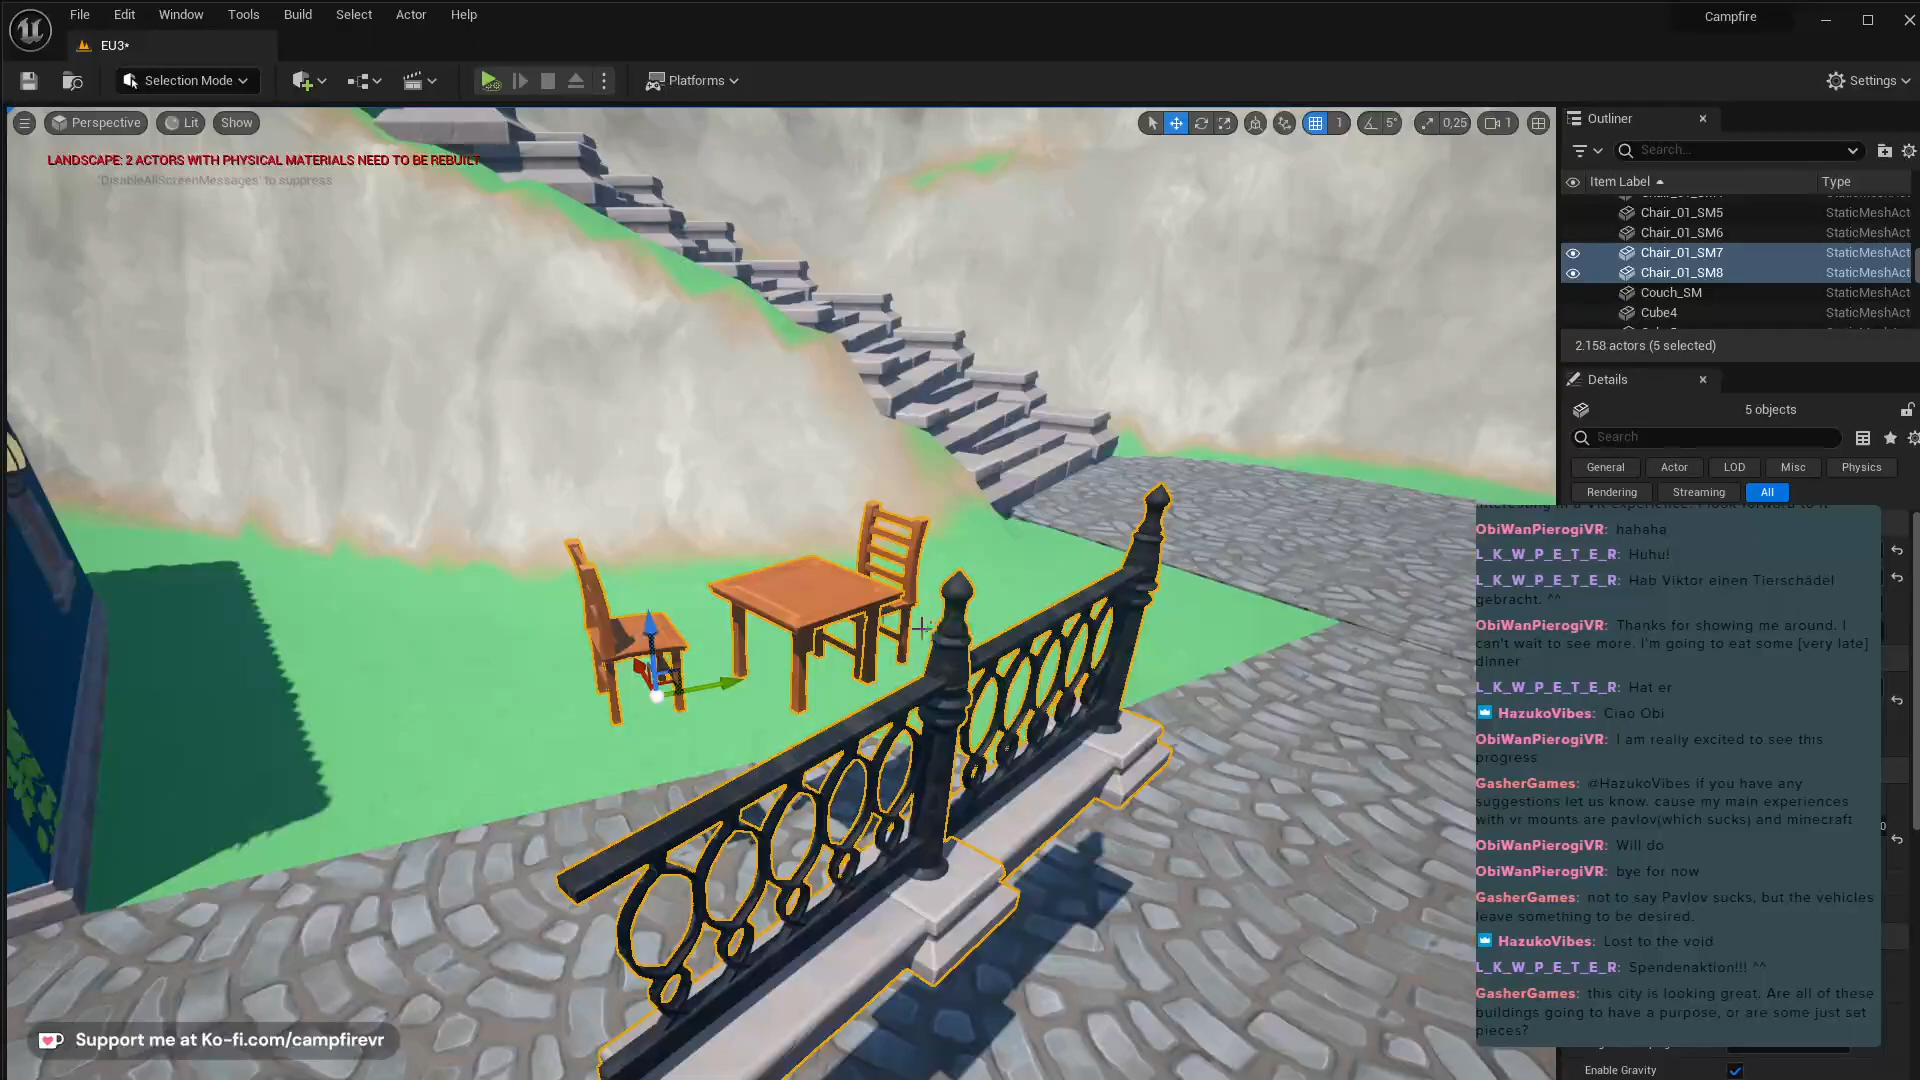 File Edit Window Tools Build Select Actor Help
Campfire
EU3*
Selection Mode
Platforms
Settings
Perspective
Lit
Show
1
5°
0,25
1
LANDSCAPE: 2 ACTORS WITH PHYSICAL MATERIALS NEED TO BE REBUILT
'DisableAllScreenMessages' to suppress
Outliner
Search...
Item Label
Type
Chair_01_SM5 StaticMeshAct
Chair_01_SM6 StaticMeshAct
Chair_01_SM7 StaticMeshAct
Chair_01_SM8 StaticMeshAct
Couch_SM StaticMeshAct
Cube4 StaticMeshAct
2.158 actors (5 selected)
Details
5 objects
Search
General Actor LOD Misc Physics
Rendering Streaming All
interesting in a VR experience. I look forward to it
ObiWanPierogiVR: hahaha
L_K_W_P_E_T_E_R: Huhu!
L_K_W_P_E_T_E_R: Hab Viktor einen Tierschädel
gebracht. ^^
ObiWanPierogiVR: Thanks for showing me around. I
can't wait to see more. I'm going to eat some [very late]
dinner
L_K_W_P_E_T_E_R: Hat er
HazukoVibes: Ciao Obi
ObiWanPierogiVR: I am really excited to see this
progress
GasherGames: @HazukoVibes if you have any
suggestions let us know. cause my main experiences
with vr mounts are pavlov(which sucks) and minecraft
ObiWanPierogiVR: Will do
ObiWanPierogiVR: bye for now
GasherGames: not to say Pavlov sucks, but the vehicles
leave something to be desired.
HazukoVibes: Lost to the void
L_K_W_P_E_T_E_R: Spendenaktion!!! ^^
GasherGames: this city is looking great. Are all of these
buildings going to have a purpose, or are some just set
pieces?
Enable Gravity
Support me at Ko-fi.com/campfirevr